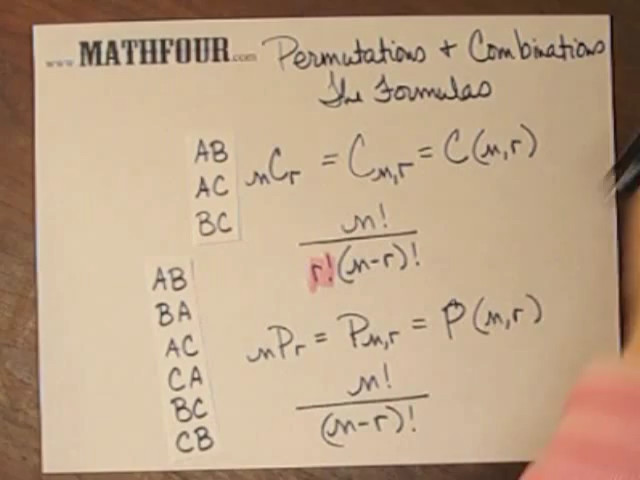 www.MATHFOUR.com Permutations + Combinations
The Formulas
AB
AC
BC
nCr = Cn,r = C(n,r)
n!
r!(n-r)!
AB
BA
AC
CA
BC
CB
nPr = Pn,r = P(n,r)
n!
(n-r)!